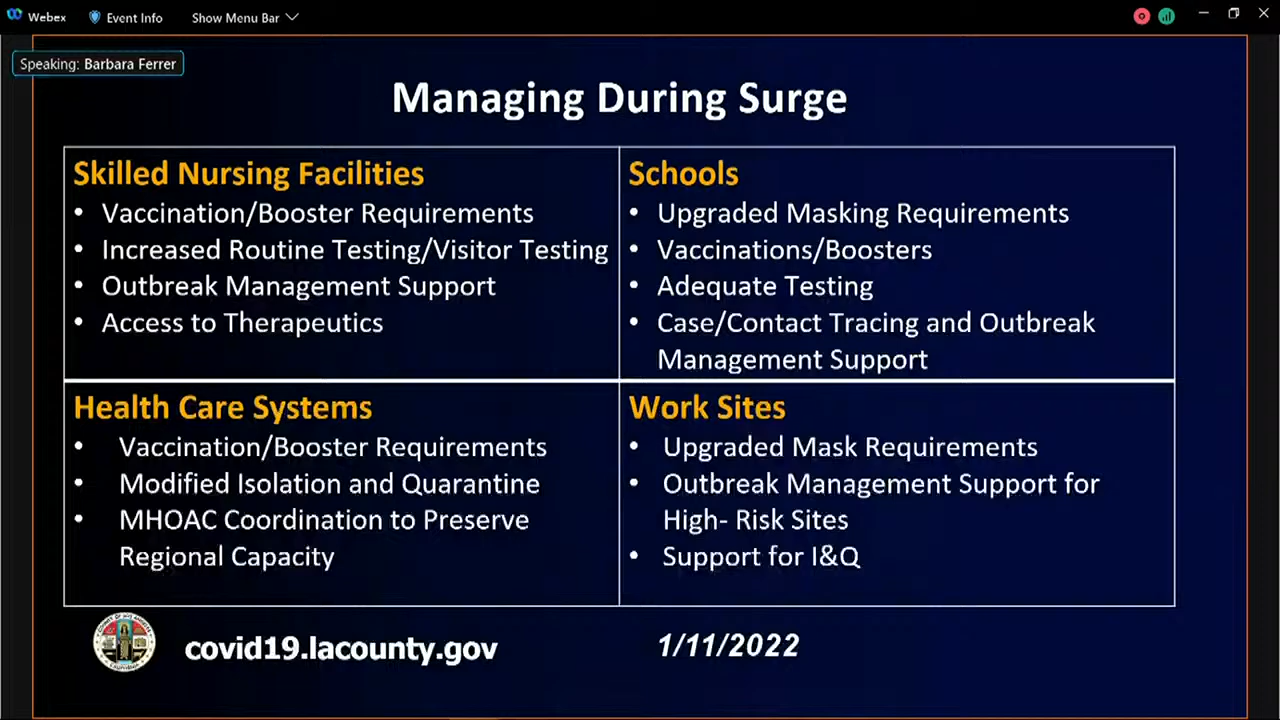 Webex
Event Info
Show Menu Bar
Speaking: Barbara Ferrer
Managing During Surge
Skilled Nursing Facilities
• Vaccination/Booster Requirements
• Increased Routine Testing/Visitor Testing
• Outbreak Management Support
• Access to Therapeutics
Schools
• Upgraded Masking Requirements
• Vaccinations/Boosters
• Adequate Testing
• Case/Contact Tracing and Outbreak
Management Support
Health Care Systems
• Vaccination/Booster Requirements
• Modified Isolation and Quarantine
• MHOAC Coordination to Preserve
Regional Capacity
Work Sites
• Upgraded Mask Requirements
• Outbreak Management Support for
High- Risk Sites
• Support for I&Q
covid19.lacounty.gov
1/11/2022